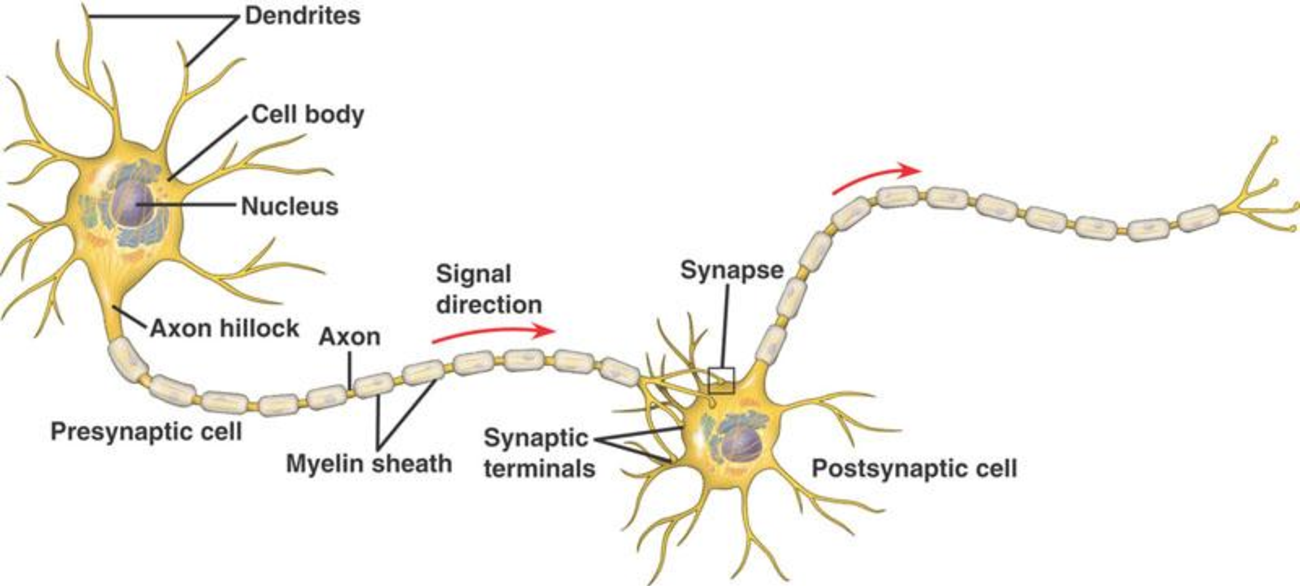 Dendrites
Cell body
Nucleus
Axon hillock
Axon
Signal
direction
Synapse
Presynaptic cell
Myelin sheath
Synaptic
terminals
Postsynaptic cell